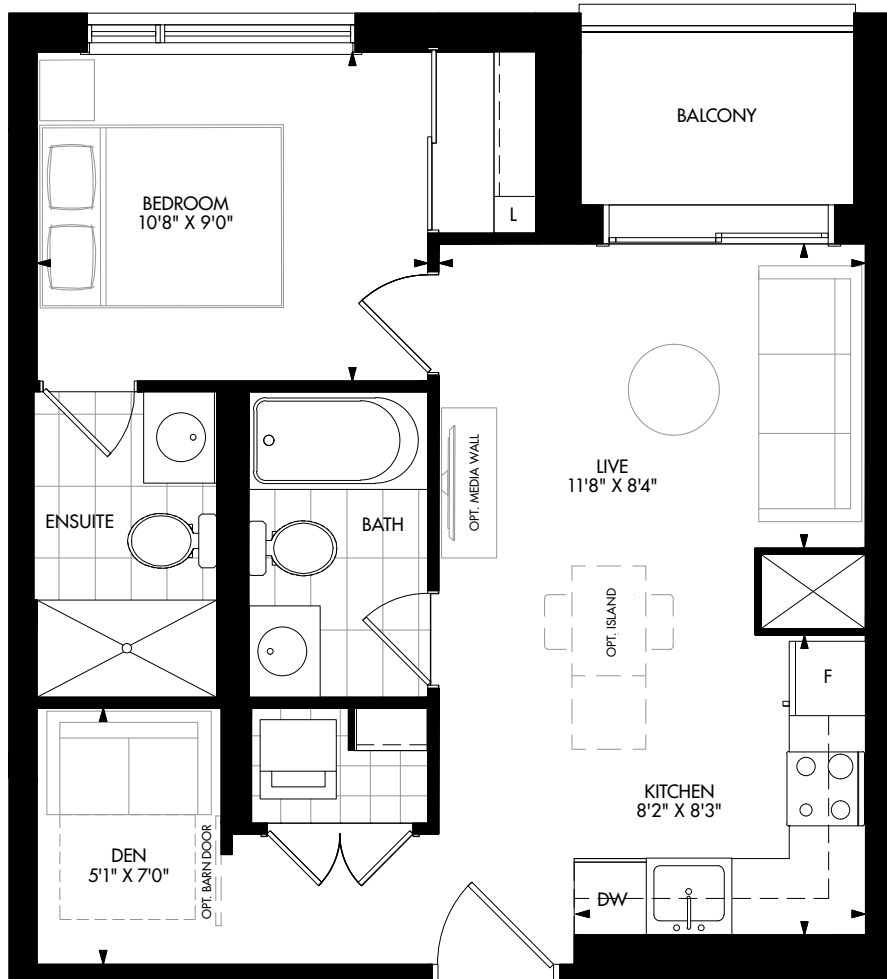 BALCONY
BEDROOM
10'8" X 9'0"
L
LIVE
11'8" X 8'4"
OPT. MEDIA WALL
ENSUITE
BATH
OPT. ISLAND
F
KITCHEN
8'2" X 8'3"
DEN
5'1" X 7'0"
OPT. BARN DOOR
DW